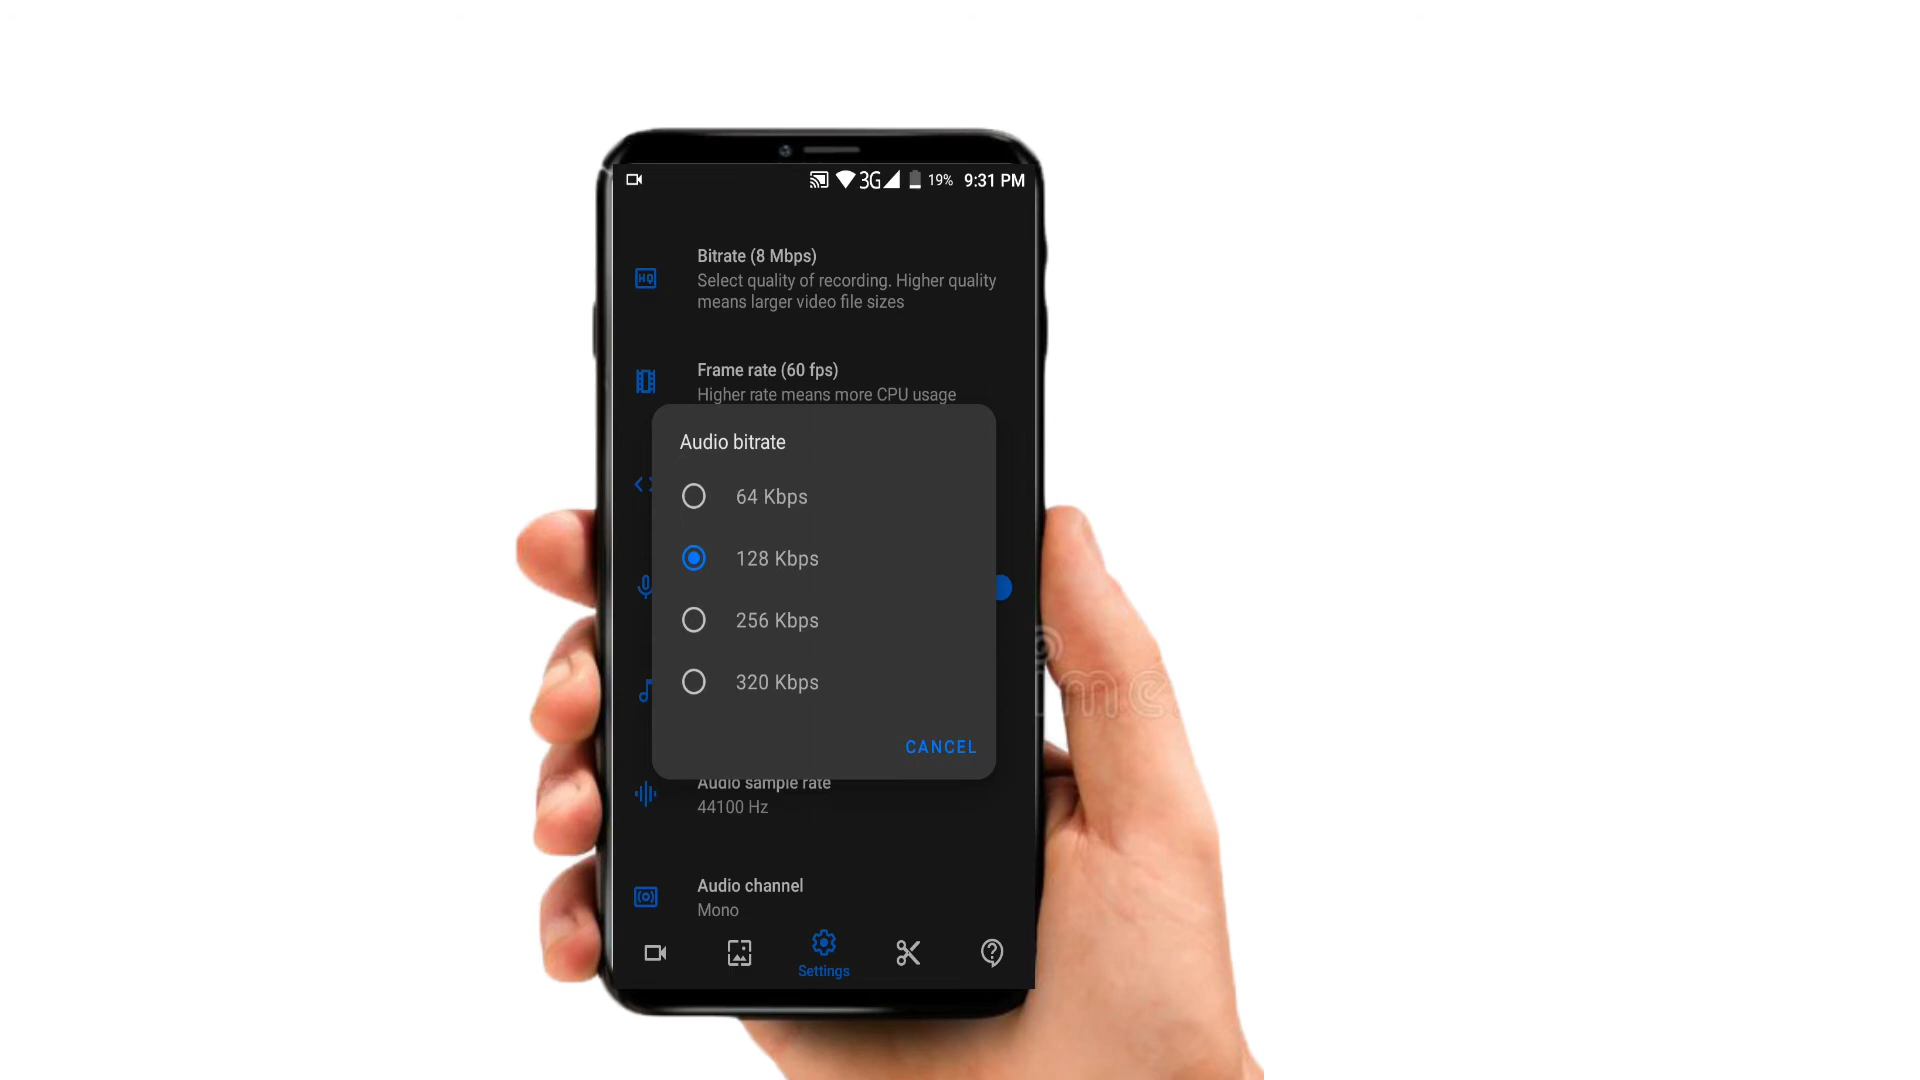 3G 19% 9:31 PM
Bitrate (8 Mbps)
Select quality of recording. Higher quality
means larger video file sizes
Frame rate (60 fps)
Higher rate means more CPU usage
Audio bitrate
64 Kbps
128 Kbps
256 Kbps
320 Kbps
CANCEL
Audio sample rate
44100 Hz
Audio channel
Mono
Settings